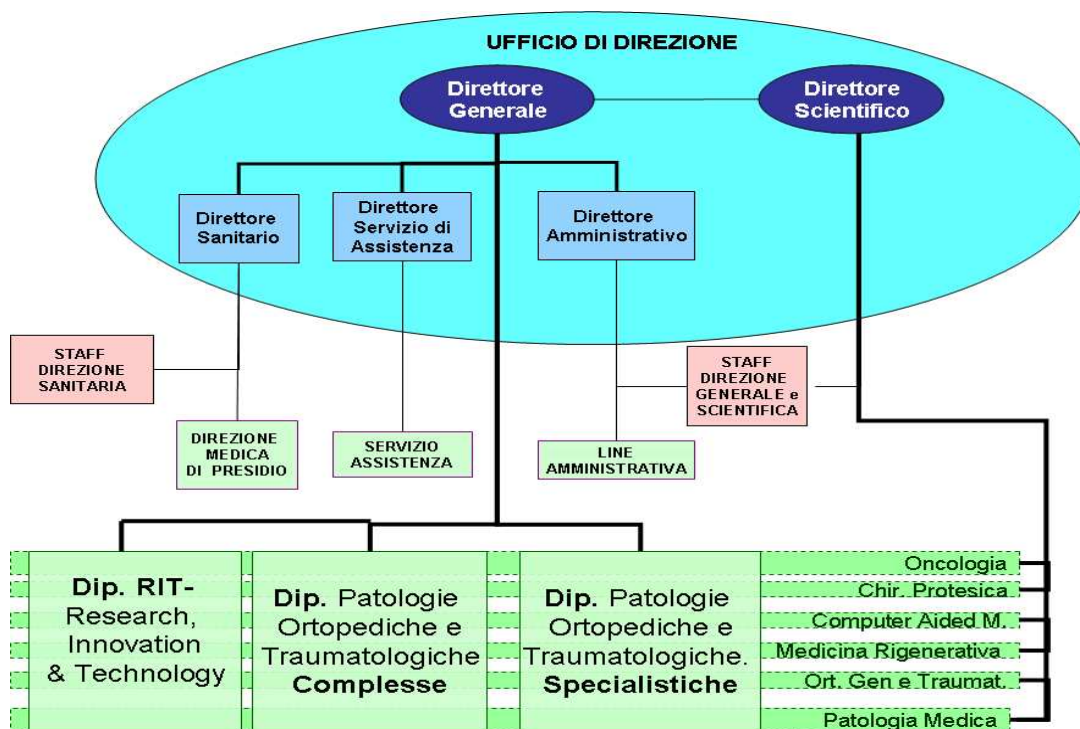 UFFICIO DI DIREZIONE
Direttore
Generale
Direttore
Scientifico
Direttore
Sanitario
Direttore
Servizio di
Assistenza
Direttore
Amministrativo
STAFF
DIREZIONE
SANITARIA
STAFF
DIREZIONE
GENERALE e
SCIENTIFICA
DIREZIONE
MEDICA
DI PRESIDIO
SERVIZIO
ASSISTENZA
LINE
AMMINISTRATIVA
Dip. RIT-
Research,
Innovation
& Technology
Dip. Patologie
Ortopediche e
Traumatologiche
Complesse
Dip. Patologie
Ortopediche e
Traumatologiche.
Specialistiche
Oncologia
Chir. Protesica
Computer Aided M.
Medicina Rigenerativa
Ort. Gen e Traumat.
Patologia Medica